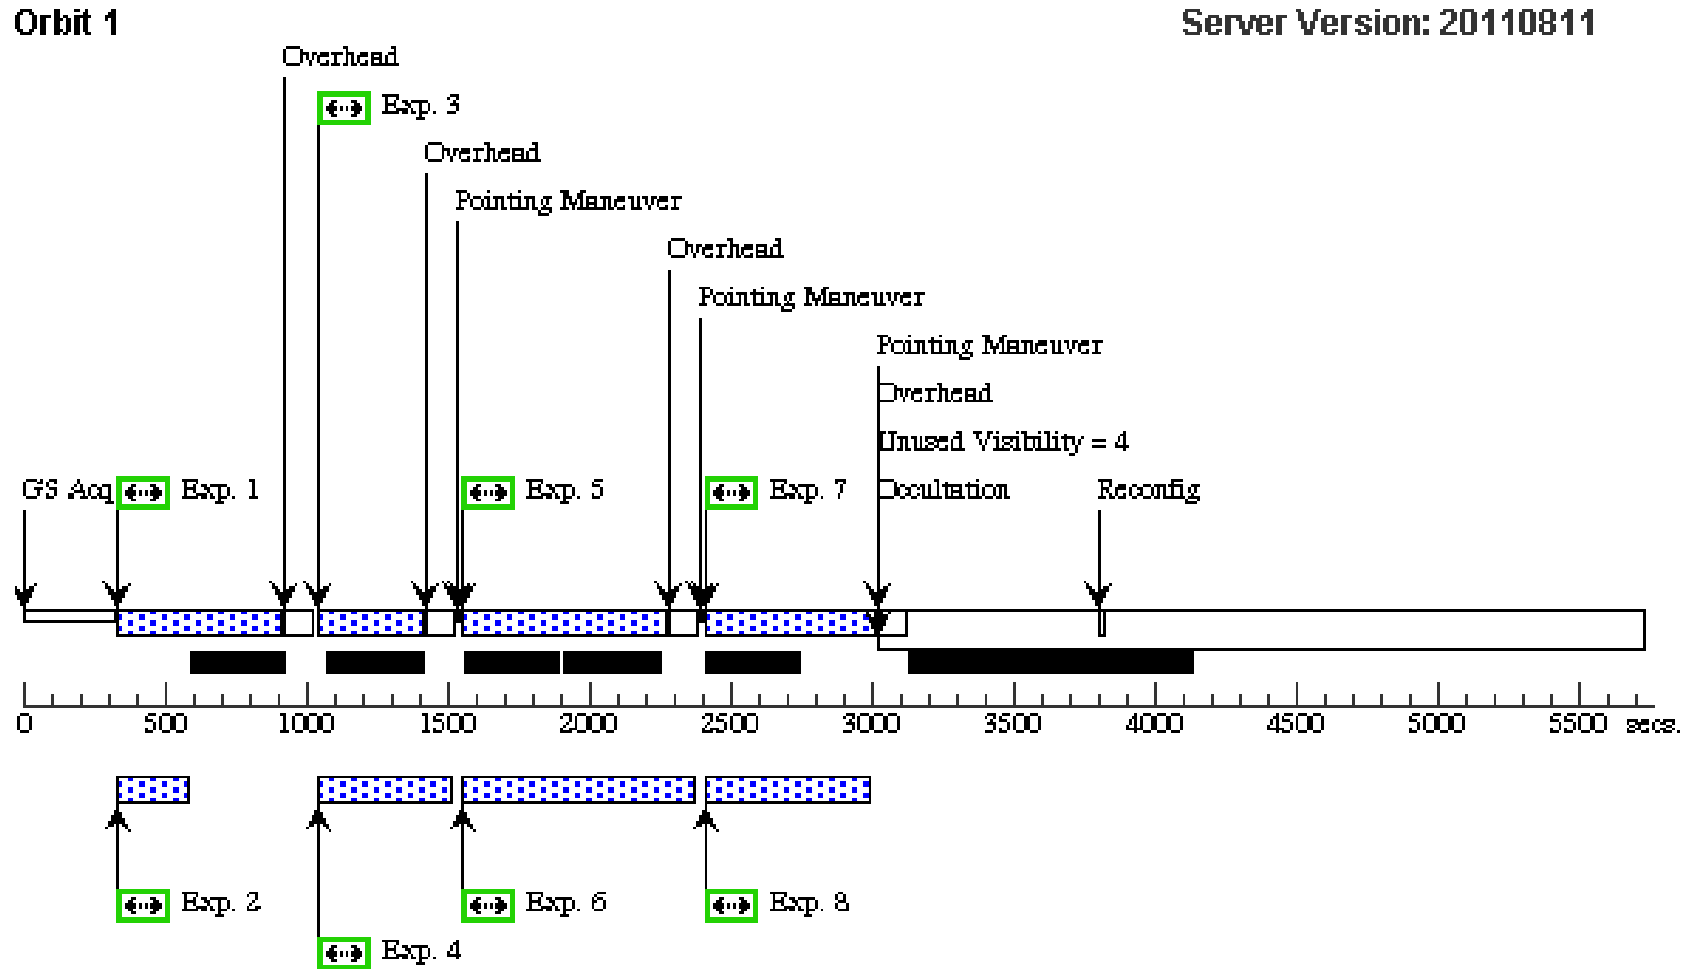 Orbit 1
Server Version: 20110811
Overhead
Exp. 3
Overhead
Pointing Maneuver
Overhead
Pointing Maneuver
Pointing Maneuver
Overhead
Unused Visibility = 4
GS Acq
Exp. 1
Exp. 5
Exp. 7
Occultation
Reconfig
0 500 1000 1500 2000 2500 3000 3500 4000 4500 5000 5500 secs.
Exp. 2
Exp. 6
Exp. 8
Exp. 4